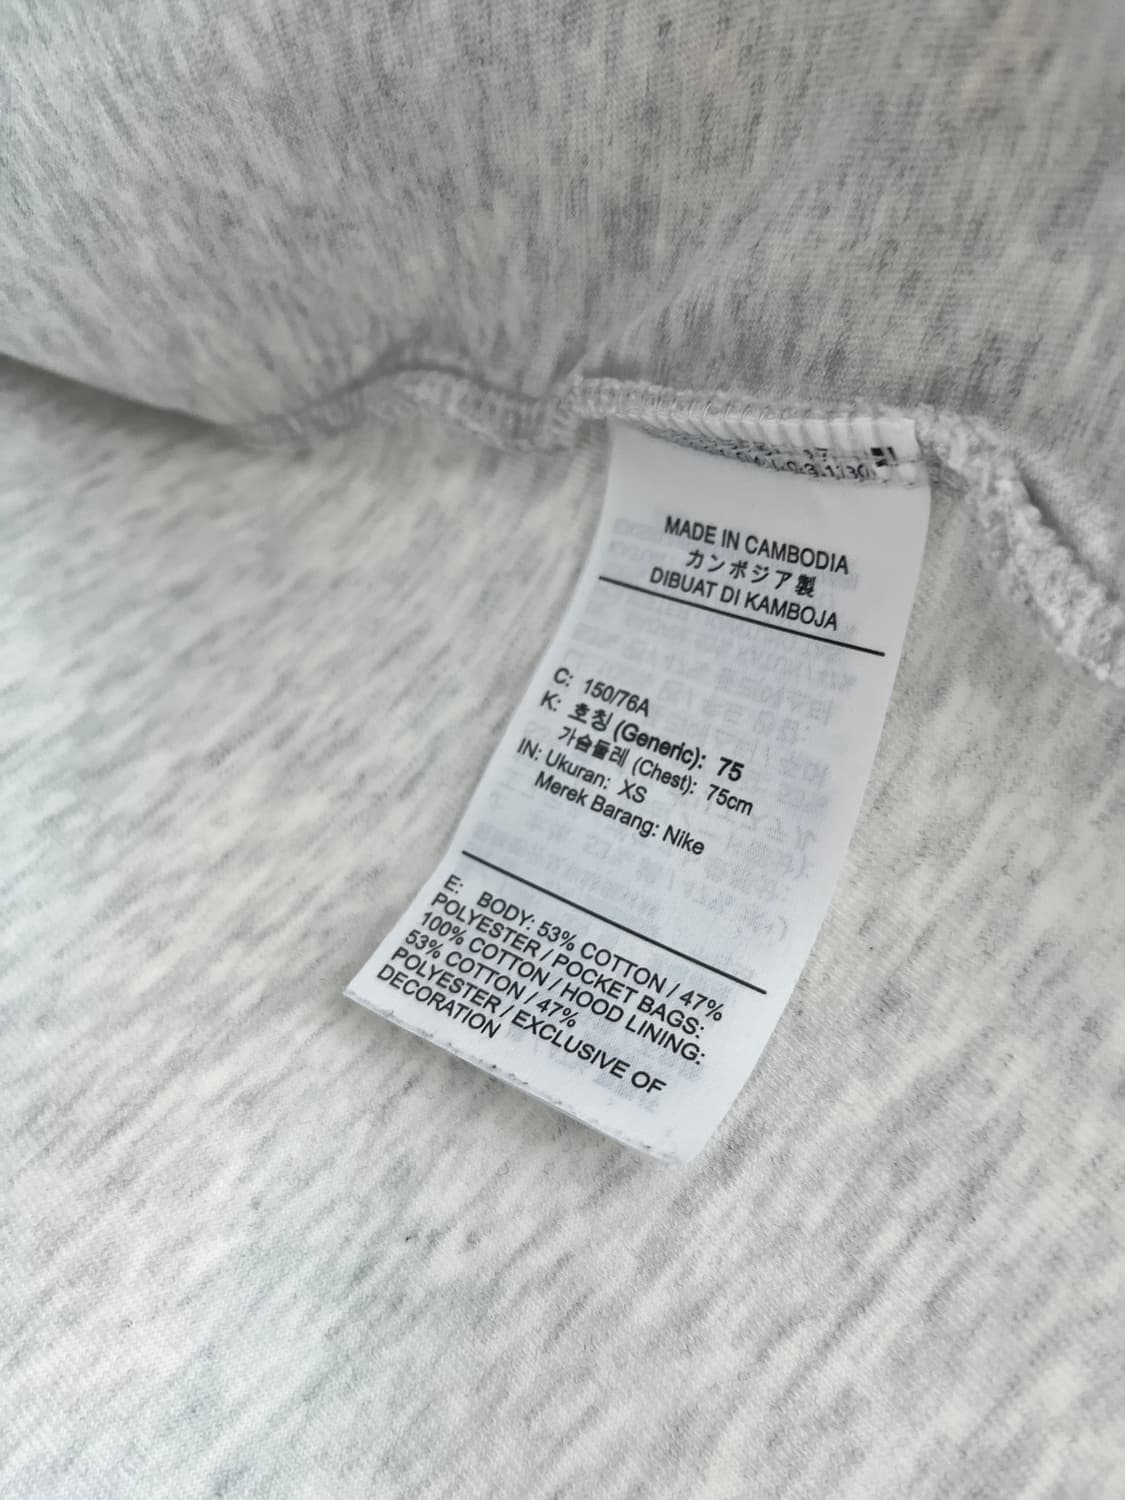 MADE IN CAMBODIA
カンボジア製
DIBUAT DI KAMBOJA
C: 150/76A
K: 호칭 (Generic): 75
가슴둘레 (Chest): 75cm
IN: Ukuran: XS
Merek Barang: Nike
E: BODY: 53% COTTON / 47%
POLYESTER / POCKET BAGS:
100% COTTON / HOOD LINING:
53% COTTON / 47%
POLYESTER / EXCLUSIVE OF
DECORATION